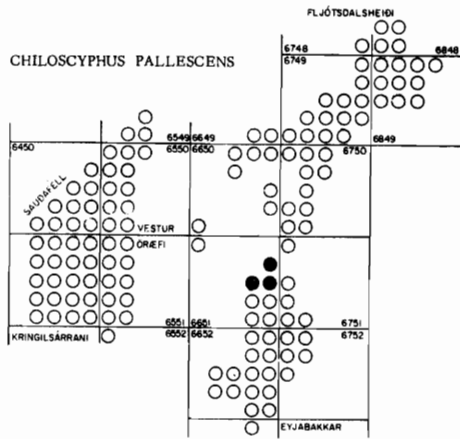 FLJÓTSDALSHEIÐI
6748 6848
6749
CHILOSCYPHUS PALLESCENS
6549 6649
6450 6550 6650 6750 6849
SAUÐAFELL
VESTUR
ÖRÆFI
6551 6651 6751
KRINGILSÁRRANI 6552 6652 6752
EYJABAKKAR